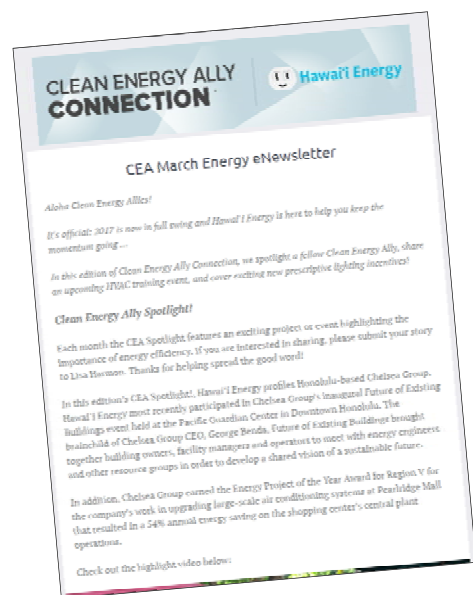 CLEAN ENERGY ALLY
CONNECTION
Hawai'i Energy
CEA March Energy eNewsletter
Aloha Clean Energy Allies!
It's official: 2017 is now in full swing and Hawai'i Energy is here to help you keep the
momentum going ...
In this edition of Clean Energy Ally Connection, we spotlight a fellow Clean Energy Ally, share
an upcoming HVAC training event, and cover exciting new prescriptive lighting incentives!
Clean Energy Ally Spotlight!
Each month the CEA Spotlight features an exciting project or event highlighting the
importance of energy efficiency. If you are interested in sharing, please submit your story
to Lisa Harmon. Thanks for helping spread the good word!
In this edition's CEA Spotlight!, Hawai'i Energy profiles Honolulu-based Chelsea Group.
Hawai'i Energy most recently participated in Chelsea Group's inaugural Future of Existing
Buildings event held at the Pacific Guardian Center in Downtown Honolulu. The
brainchild of Chelsea Group CEO, George Benda, Future of Existing Buildings brought
together building owners, facility managers and operators to meet with energy engineers
and other resource groups in order to develop a shared vision of a sustainable future.
In addition, Chelsea Group earned the Energy Project of the Year Award for Region V for
the company's work in upgrading large-scale air conditioning systems at Pearlridge Mall
that resulted in a 54% annual energy saving on the shopping center's central plant
operations.
Check out the highlight video below: